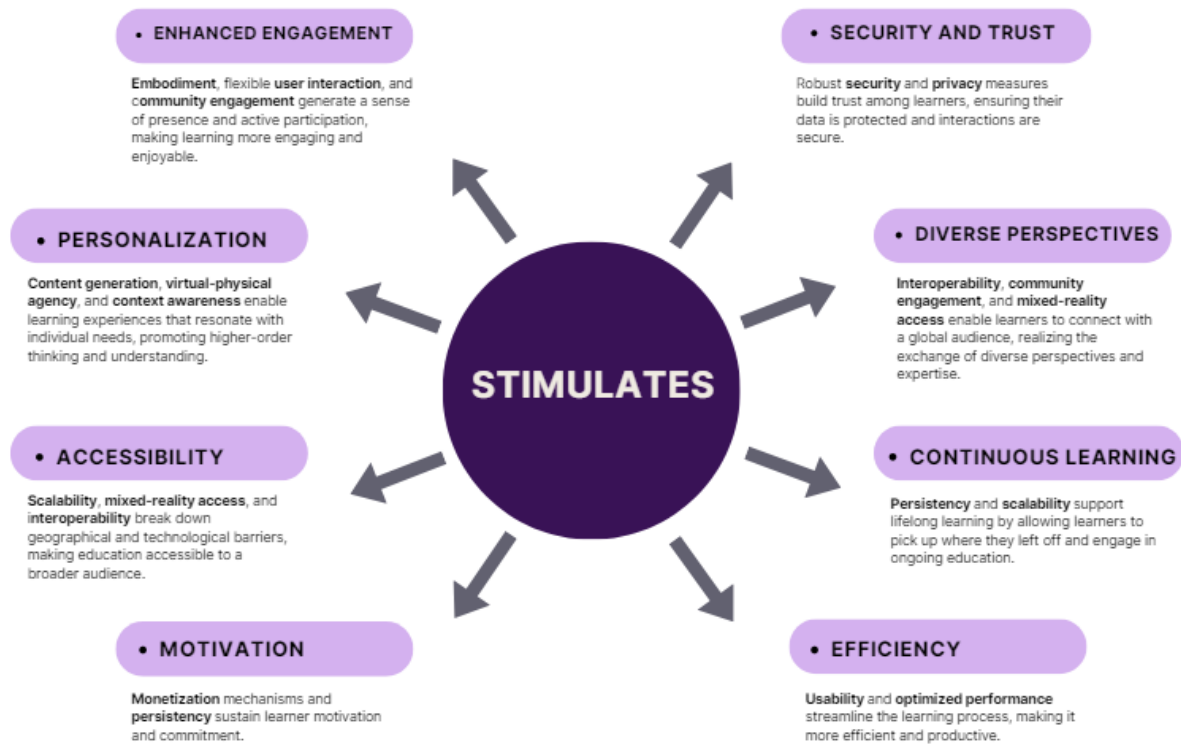 • ENHANCED ENGAGEMENT
Embodiment, flexible user interaction, and
community engagement generate a sense
of presence and active participation,
making learning more engaging and
enjoyable.
• SECURITY AND TRUST
Robust security and privacy measures
build trust among learners, ensuring their
data is protected and interactions are
secure.
• PERSONALIZATION
Content generation, virtual-physical
agency, and context awareness enable
learning experiences that resonate with
individual needs, promoting higher-order
thinking and understanding.
• DIVERSE PERSPECTIVES
Interoperability, community
engagement, and mixed-reality
access enable learners to connect with
a global audience, realizing the
exchange of diverse perspectives and
expertise.
STIMULATES
• ACCESSIBILITY
Scalability, mixed-reality access, and
interoperability break down
geographical and technological barriers,
making education accessible to a
broader audience.
• CONTINUOUS LEARNING
Persistency and scalability support
lifelong learning by allowing learners to
pick up where they left off and engage in
ongoing education.
• MOTIVATION
Monetization mechanisms and
persistency sustain learner motivation
and commitment.
• EFFICIENCY
Usability and optimized performance
streamline the learning process, making it
more efficient and productive.